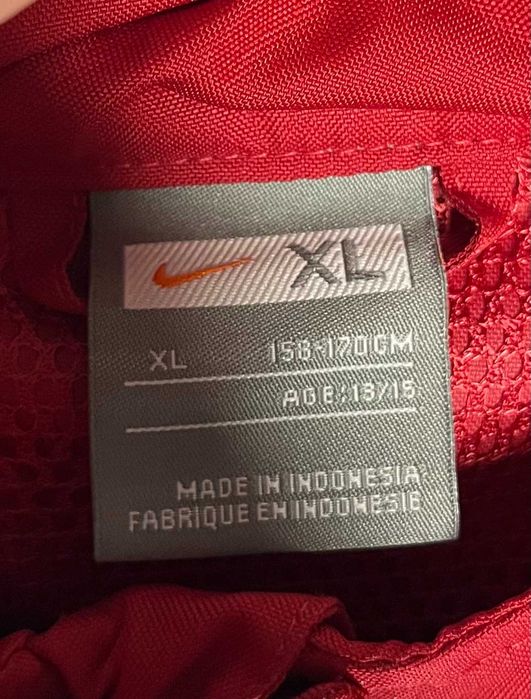 XL
XL 158-170CM
AGE:13/15
MADE IN INDONESIA
FABRIQUE EN INDONESIE